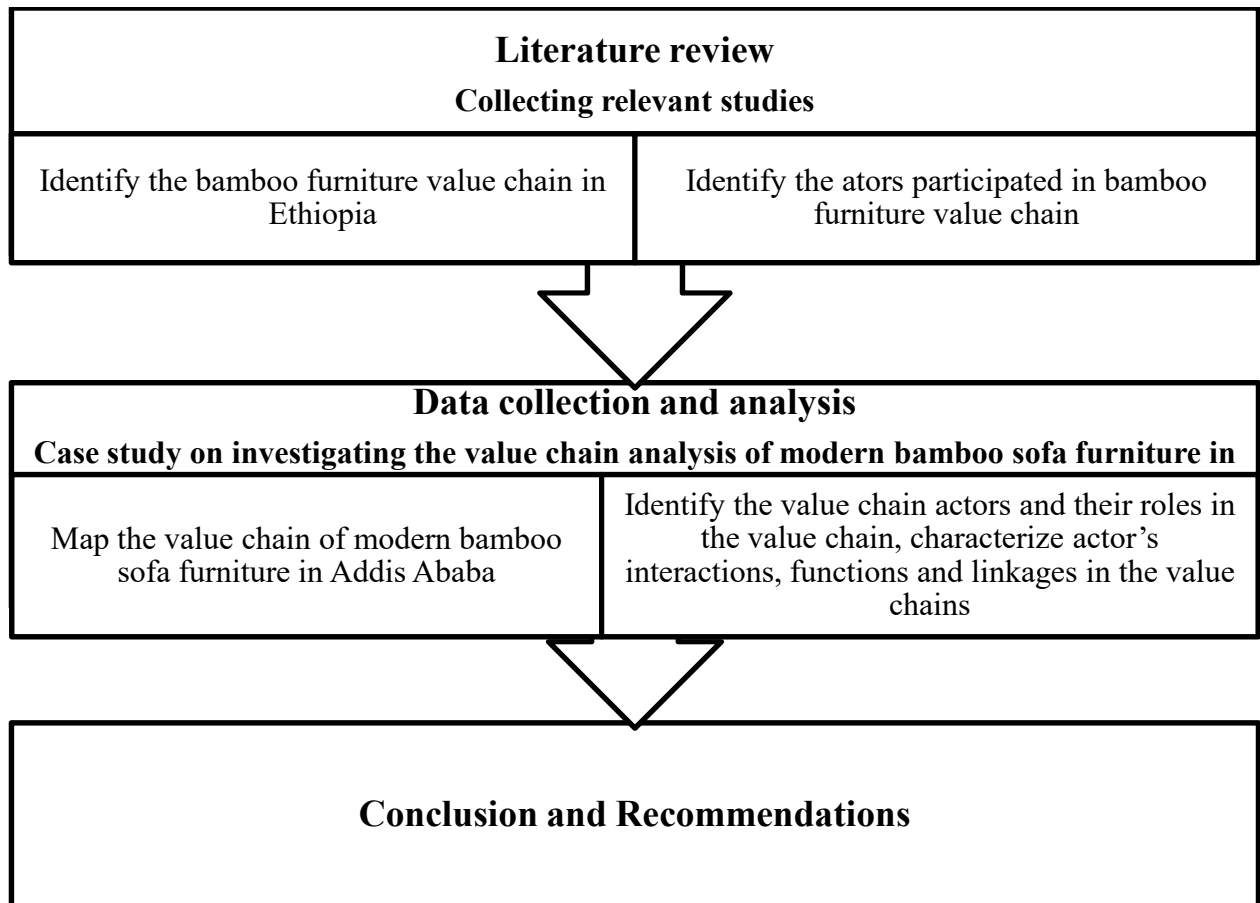 Literature review
Collecting relevant studies
Identify the bamboo furniture value chain in
Ethiopia
Identify the ators participated in bamboo
furniture value chain
Data collection and analysis
Case study on investigating the value chain analysis of modern bamboo sofa furniture in
Map the value chain of modern bamboo
sofa furniture in Addis Ababa
Identify the value chain actors and their roles in
the value chain, characterize actor’s
interactions, functions and linkages in the value
chains
Conclusion and Recommendations